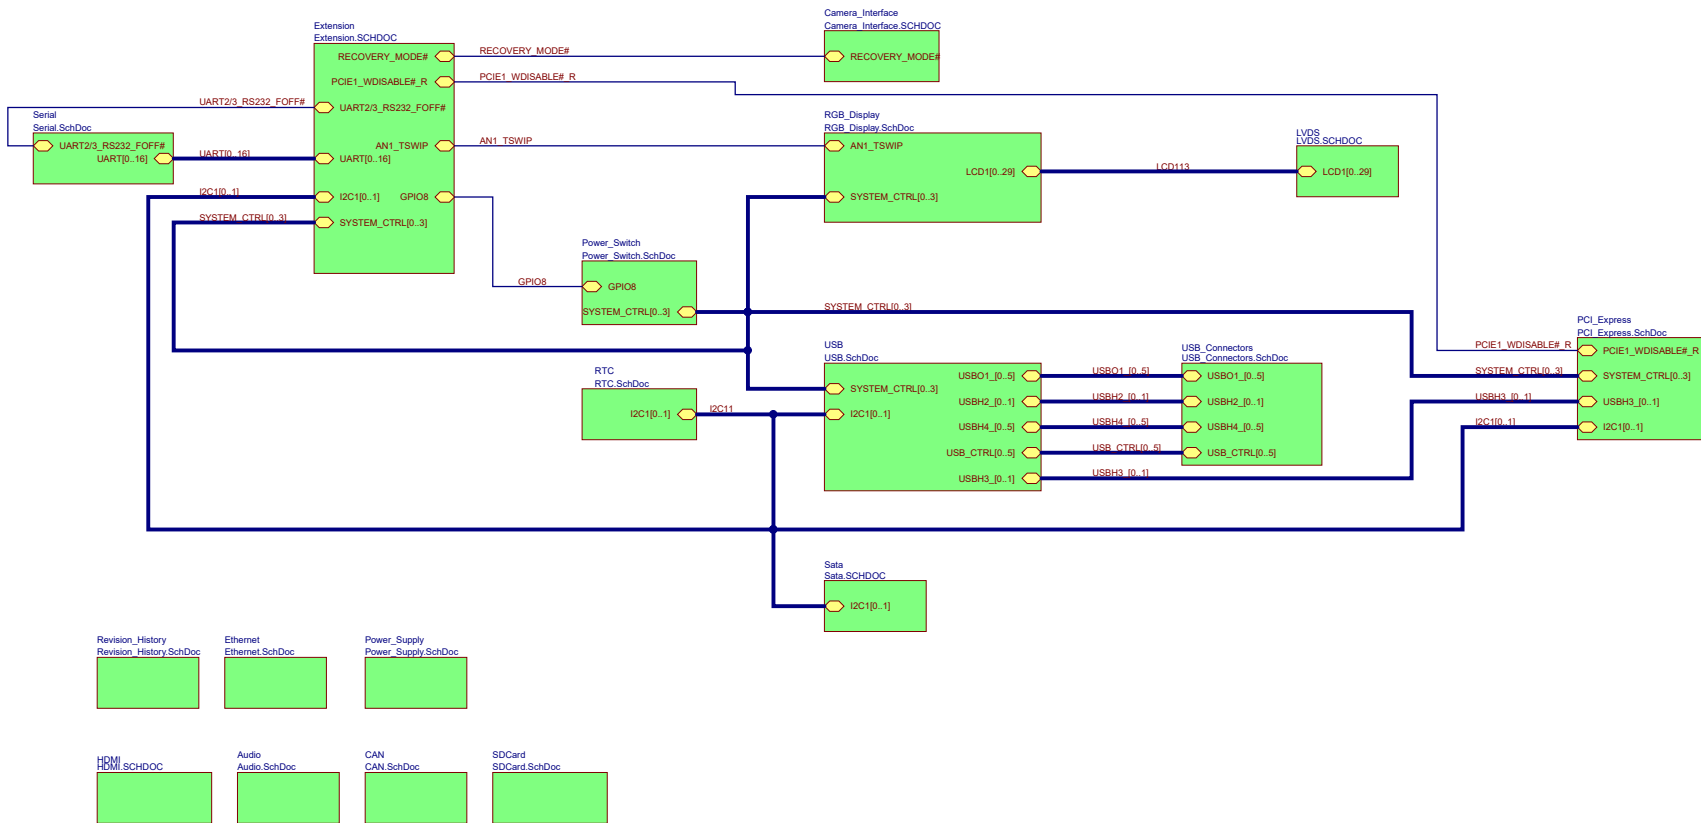 Extension
Extension.SCHDOC
RECOVERY_MODE#
PCIE1_WDISABLE#_R
UART2/3_RS232_FOFF#
AN1_TSWIP
UART[0..16]
I2C1[0..1]
GPIO8
SYSTEM_CTRL[0..3]
Camera_Interface
Camera_Interface.SCHDOC
RECOVERY_MODE#
RECOVERY_MODE#
PCIE1_WDISABLE#_R
UART2/3_RS232_FOFF#
Serial
Serial.SchDoc
UART2/3_RS232_FOFF#
UART[0..16]
UART[0..16]
I2C1[0..1]
SYSTEM_CTRL[0..3]
AN1_TSWIP
RGB_Display
RGB_Display.SchDoc
AN1_TSWIP
LCD1[0..29]
SYSTEM_CTRL[0..3]
LCD113
LVDS
LVDS.SCHDOC
LCD1[0..29]
Power_Switch
Power_Switch.SchDoc
GPIO8
GPIO8
SYSTEM_CTRL[0..3]
SYSTEM_CTRL[0..3]
PCI_Express
PCI_Express.SchDoc
PCIE1_WDISABLE#_R
PCIE1_WDISABLE#_R
SYSTEM_CTRL[0..3]
SYSTEM_CTRL[0..3]
USBH3_[0..1]
USBH3_[0..1]
I2C1[0..1]
I2C1[0..1]
USB
USB.SchDoc
SYSTEM_CTRL[0..3]
I2C1[0..1]
USBO1_[0..5]
USBH2_[0..1]
USBH4_[0..5]
USB_CTRL[0..5]
USBH3_[0..1]
USBO1_[0..5]
USBH2_[0..1]
USBH4_[0..5]
USB_CTRL[0..5]
USBH3_[0..1]
USB_Connectors
USB_Connectors.SchDoc
USBO1_[0..5]
USBH2_[0..1]
USBH4_[0..5]
USB_CTRL[0..5]
RTC
RTC.SchDoc
I2C1[0..1]
I2C11
Sata
Sata.SCHDOC
I2C1[0..1]
Revision_History
Revision_History.SchDoc
Ethernet
Ethernet.SchDoc
Power_Supply
Power_Supply.SchDoc
HDMI
HDMI.SCHDOC
Audio
Audio.SchDoc
CAN
CAN.SchDoc
SDCard
SDCard.SchDoc